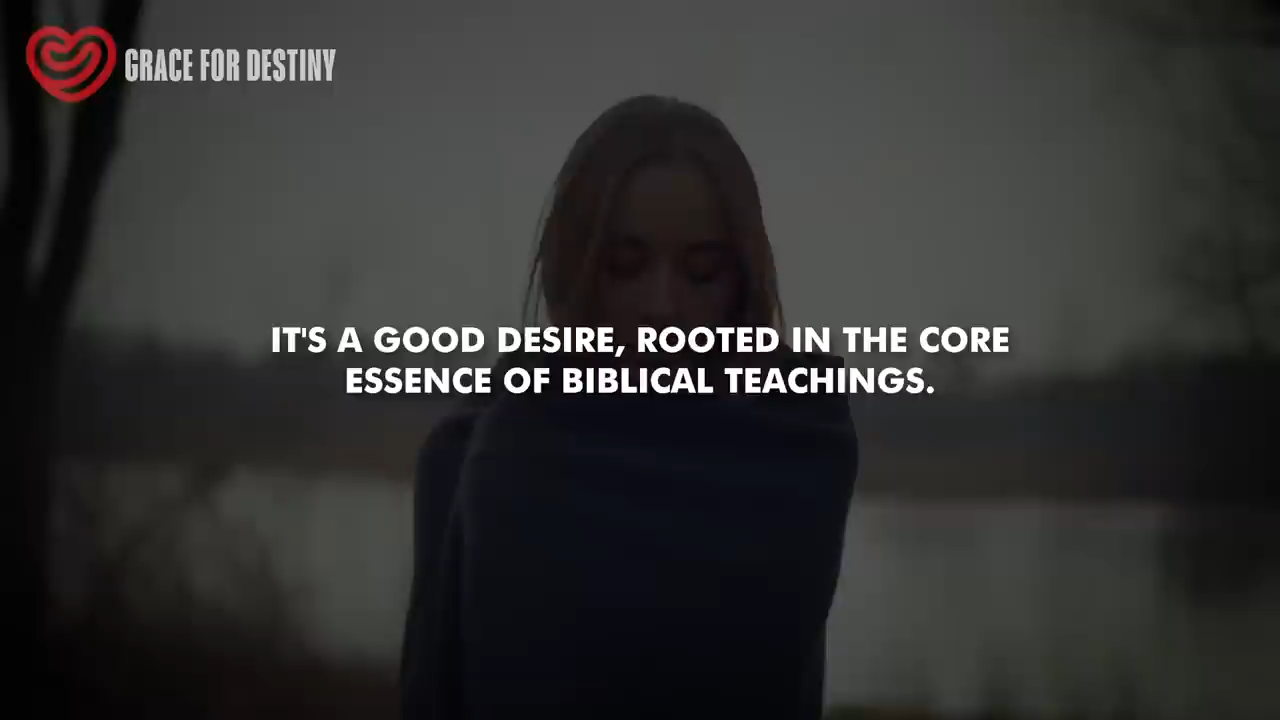 GRACE FOR DESTINY
IT'S A GOOD DESIRE, ROOTED IN THE CORE
ESSENCE OF BIBLICAL TEACHINGS.